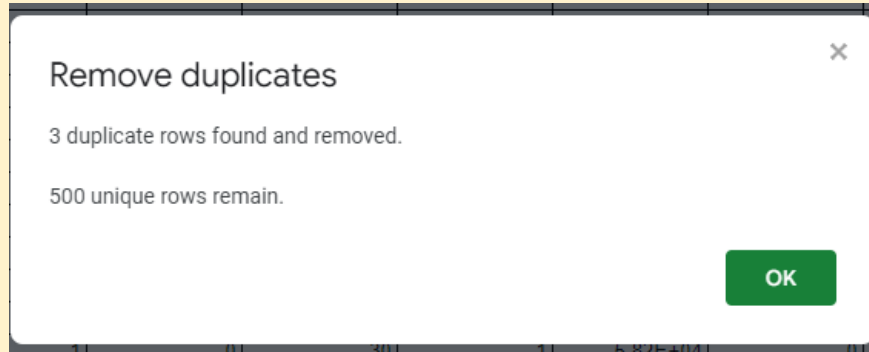 Remove duplicates
3 duplicate rows found and removed.
500 unique rows remain.
OK